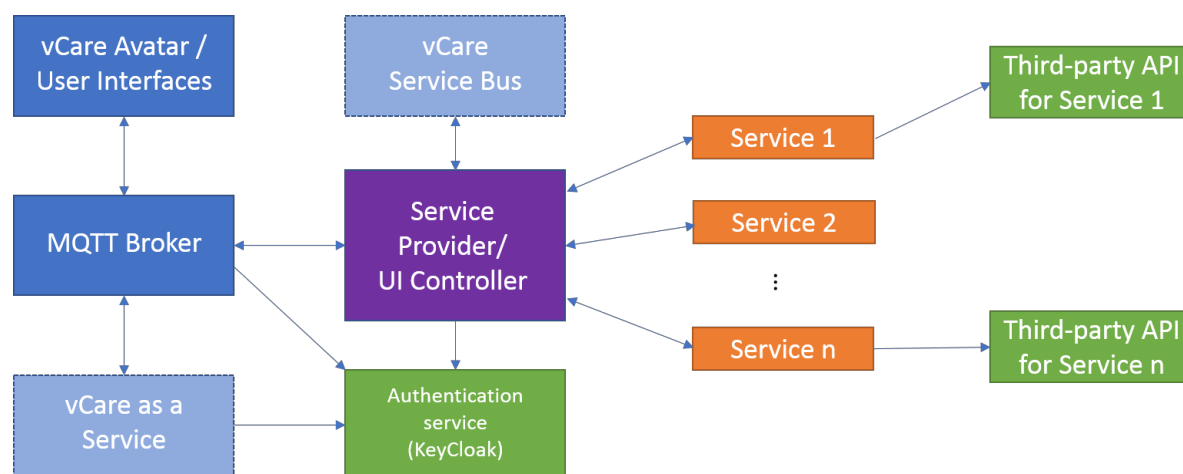 vCare Avatar /
User Interfaces
vCare
Service Bus
Third-party API
for Service 1
Service 1
MQTT Broker
Service
Provider/
UI Controller
Service 2
...
Service n
Third-party API
for Service n
vCare as a
Service
Authentication
service
(KeyCloak)